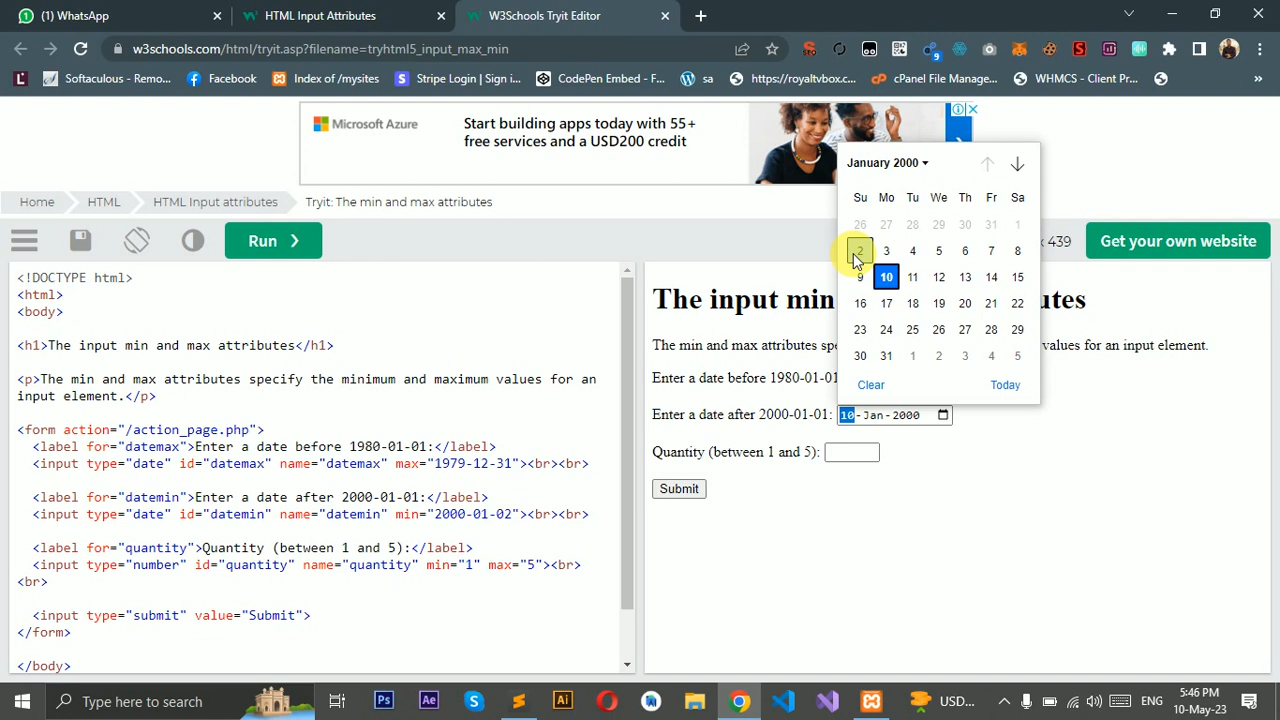 (1) WhatsApp
HTML Input Attributes
W3Schools Tryit Editor
w3schools.com/html/tryit.asp?filename=tryhtml5_input_max_min
9
Softaculous - Remo...
Facebook
Index of /mysites
Stripe Login | Sign i...
CodePen Embed - F...
sa
https://royaltvbox....
cPanel File Manage...
WHMCS - Client Pr...
»
Microsoft Azure
Start building apps today with 55+
free services and a USD200 credit
Home
HTML
HTML Input attributes
Tryit: The min and max attributes
Run ❯
x 439
Get your own website
<!DOCTYPE html>
<html>
<body>
<h1>The input min and max attributes</h1>
<p>The min and max attributes specify the minimum and maximum values for an
input element.</p>
<form action="/action_page.php">
<label for="datemax">Enter a date before 1980-01-01:</label>
<input type="date" id="datemax" name="datemax" max="1979-12-31"><br><br>
<label for="datemin">Enter a date after 2000-01-01:</label>
<input type="date" id="datemin" name="datemin" min="2000-01-02"><br><br>
<label for="quantity">Quantity (between 1 and 5):</label>
<input type="number" id="quantity" name="quantity" min="1" max="5"><br>
<br>
<input type="submit" value="Submit">
</form>
</body>
The input min
The min and max attributes values for an input element.
Enter a date before 1980-01-01
Enter a date after 2000-01-01: 10-Jan-2000
Quantity (between 1 and 5):
Submit
January 2000
Su Mo Tu We Th Fr Sa
26 27 28 29 30 31 1
2 3 4 5 6 7 8
9 10 11 12 13 14 15
16 17 18 19 20 21 22
23 24 25 26 27 28 29
30 31 1 2 3 4 5
Clear Today
Type here to search
Ps
Ae
Ai
USD...
ENG
5:46 PM
10-May-23